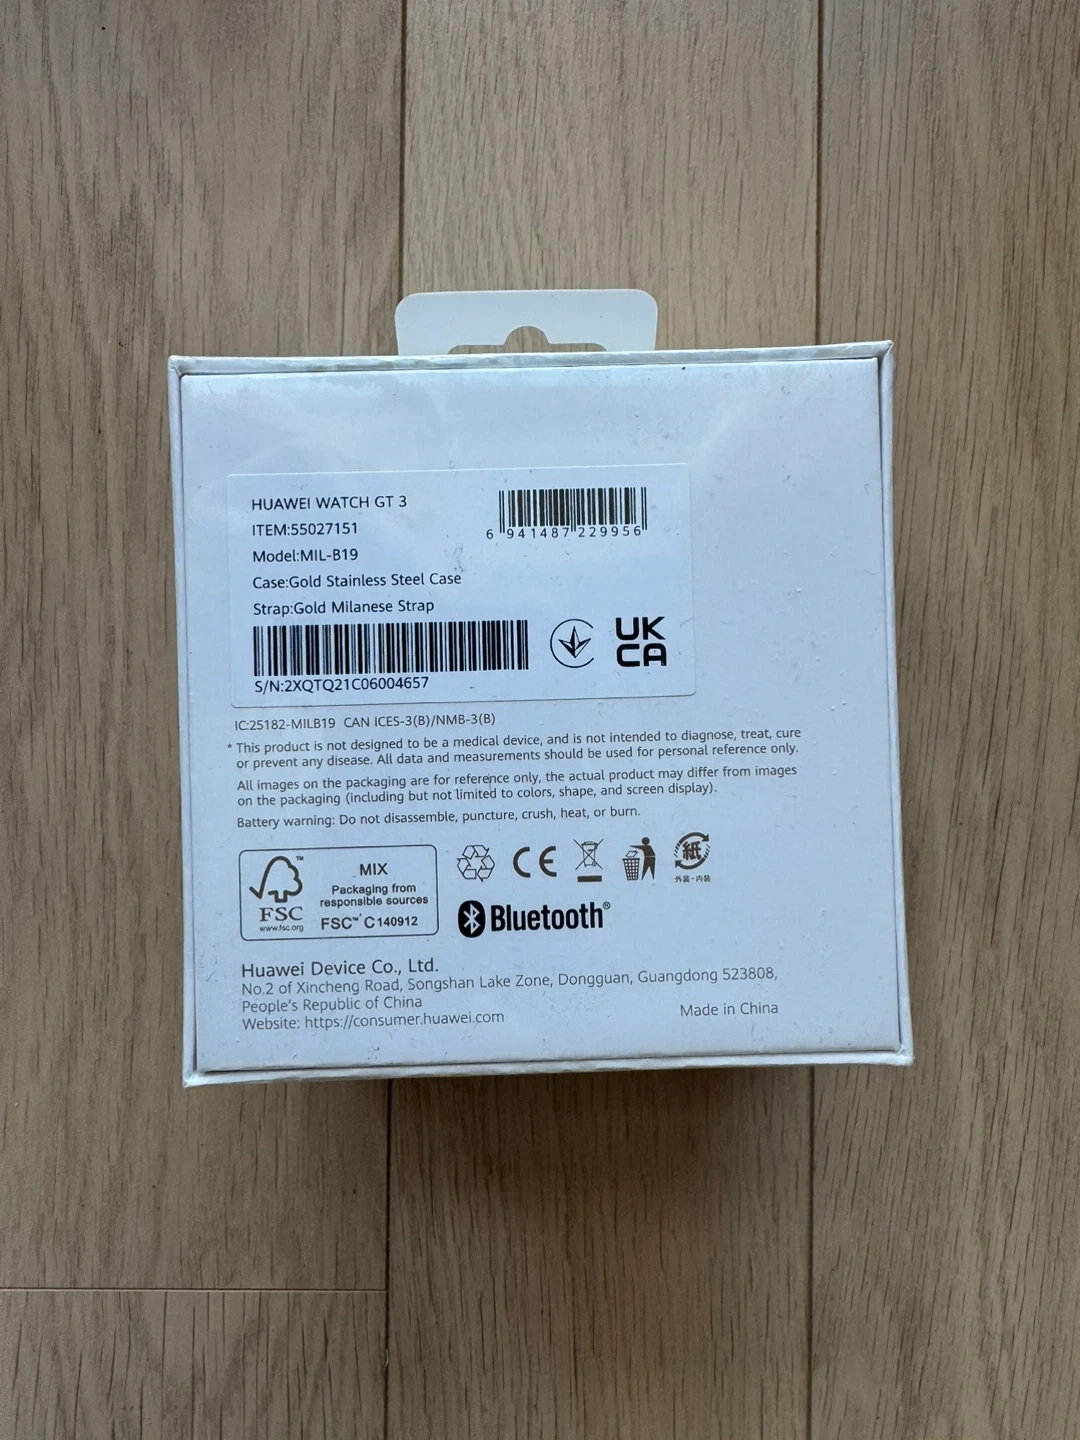 HUAWEI WATCH GT 3
ITEM:55027151
Model:MIL-B19
Case:Gold Stainless Steel Case
Strap:Gold Milanese Strap
6 941487 229956
S/N:2XQTQ21C06004657
UK
CA
IC:25182-MILB19 CAN ICES-3(B)/NMB-3(B)
* This product is not designed to be a medical device, and is not intended to diagnose, treat, cure
or prevent any disease. All data and measurements should be used for personal reference only.
All images on the packaging are for reference only, the actual product may differ from images
on the packaging (including but not limited to colors, shape, and screen display).
Battery warning: Do not disassemble, puncture, crush, heat, or burn.
FSC™
www.fsc.org
MIX
Packaging from
responsible sources
FSC™ C140912
CE
紙
外装・内装
Bluetooth®
Huawei Device Co., Ltd.
No.2 of Xincheng Road, Songshan Lake Zone, Dongguan, Guangdong 523808,
People's Republic of China
Website: https://consumer.huawei.com
Made in China